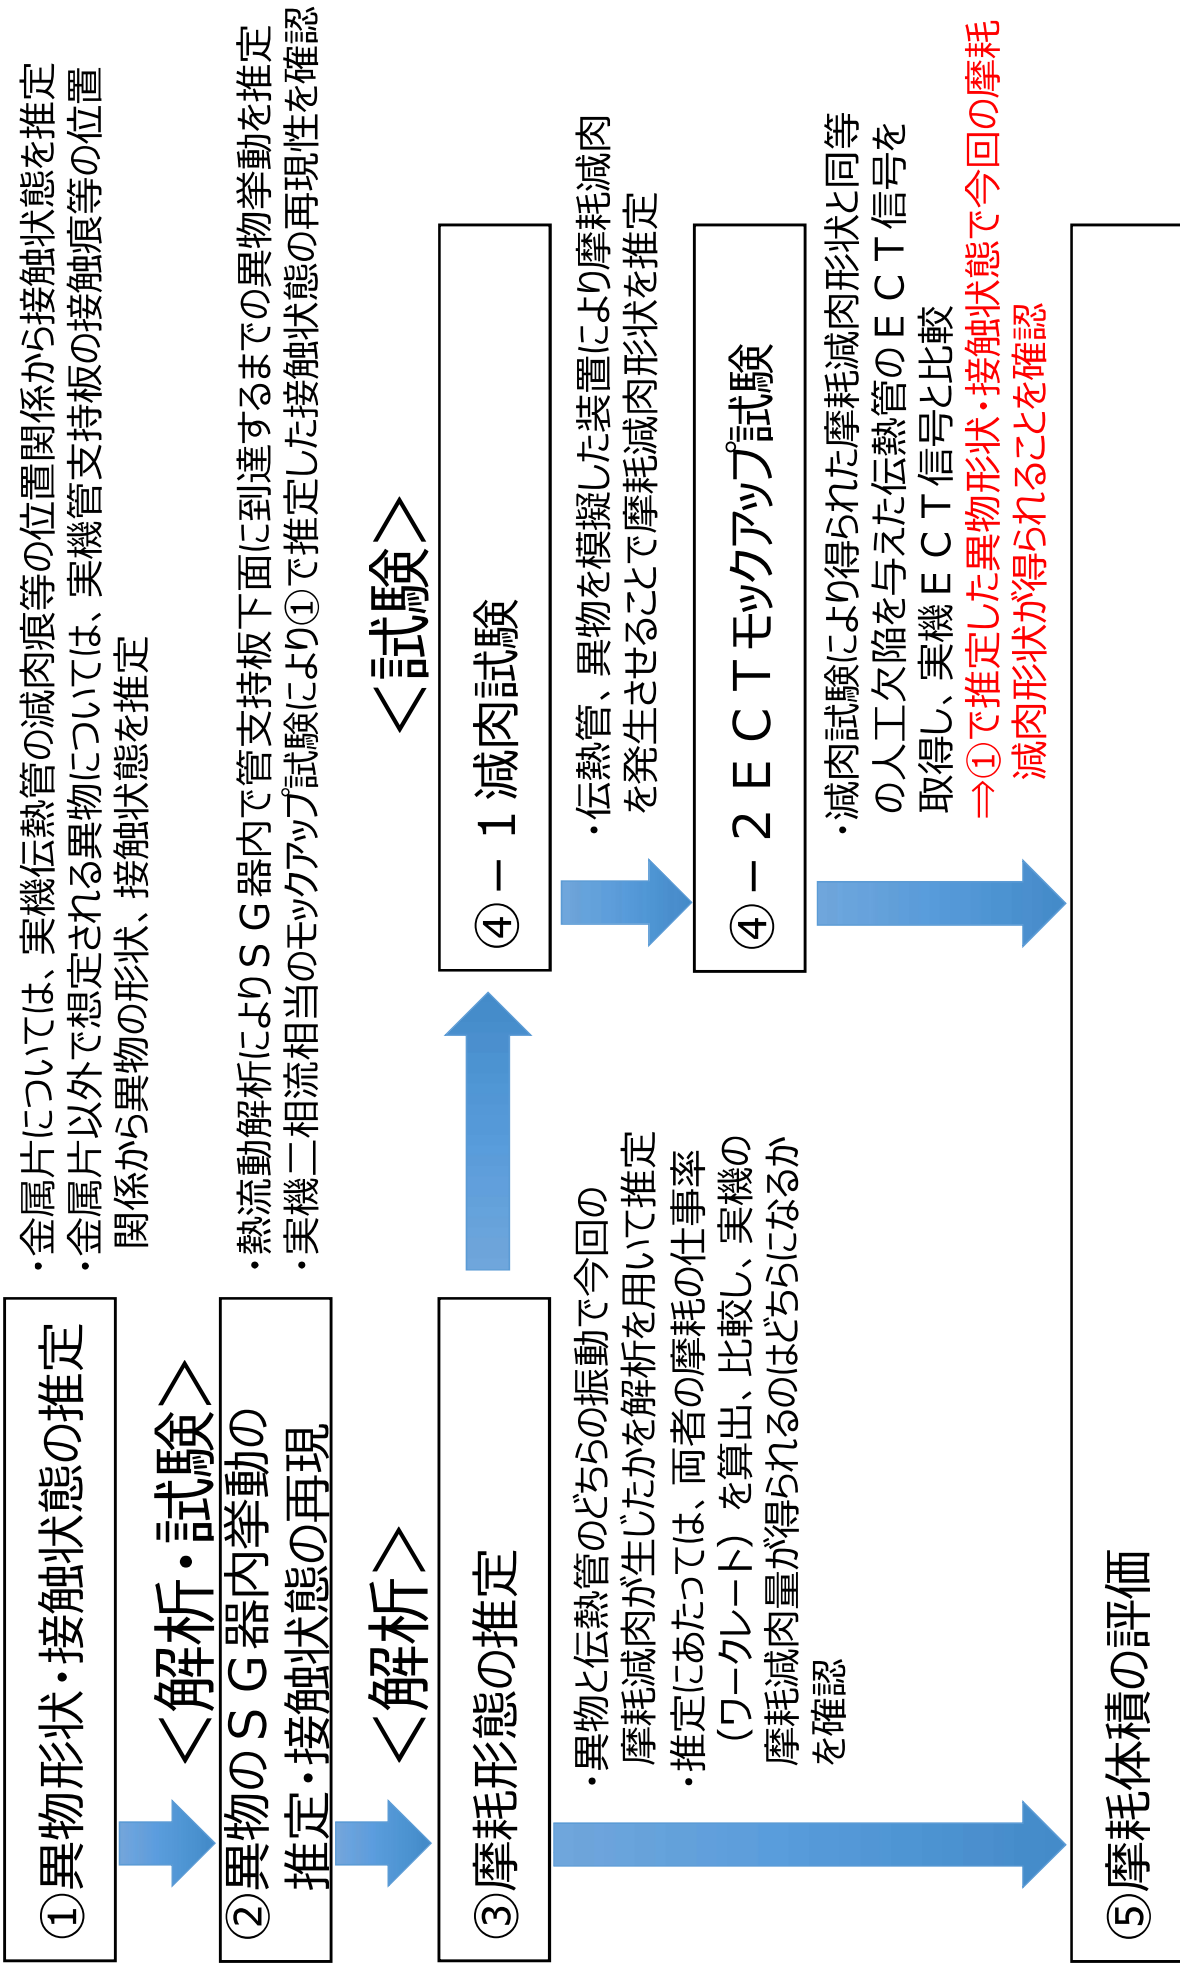 ①異物形状・接触状態の推定
・金属片については、実機伝熱管の減肉痕等の位置関係から接触状態を推定
・金属片以外で想定される異物については、実機管支持板の接触痕等の位置
関係から異物の形状、接触状態を推定
＜解析・試験＞
②異物のＳＧ器内挙動の
推定・接触状態の再現
・熱流動解析によりＳＧ器内で管支持板下面に到達するまでの異物挙動を推定
・実機二相流相当のモックアップ試験により①で推定した接触状態の再現性を確認
＜解析＞
③摩耗形態の推定
・異物と伝熱管のどちらの振動で今回の
摩耗減肉が生じたかを解析を用いて推定
・推定にあたっては、両者の摩耗の仕事率
（ワークレート）を算出、比較し、実機の
摩耗減肉量が得られるのはどちらになるか
を確認
＜試験＞
④－１減肉試験
・伝熱管、異物を模擬した装置により摩耗減肉
を発生させることで摩耗減肉形状を推定
④－２ＥＣＴモックアップ試験
・減肉試験により得られた摩耗減肉形状と同等
の人工欠陥を与えた伝熱管のＥＣＴ信号を
取得し、実機ＥＣＴ信号と比較
⇒①で推定した異物形状・接触状態で今回の摩耗
減肉形状が得られることを確認
⑤摩耗体積の評価